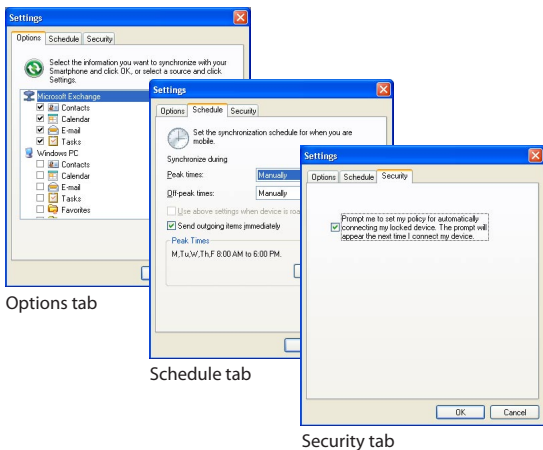 Settings
Options Schedule Security
Select the information you want to synchronize with your
Smartphone and click OK, or select a source and click
Settings.
Microsoft Exchange
Contacts
Calendar
E-mail
Tasks
Windows PC
Contacts
Calendar
E-mail
Tasks
Favorites
Options tab
Settings
Options Schedule Security
Set the synchronization schedule for when you are
mobile.
Synchronize during
Peak times: Manually
Off-peak times: Manually
Use above settings when device is
Send outgoing items immediately
Peak Times
M,Tu,W,Th,F 8:00 AM to 6:00 PM.
Schedule tab
Settings
Options Schedule Security
Prompt me to set my policy for automatically
connecting my locked device. The prompt will
appear the next time I connect my device.
OK Cancel
Security tab